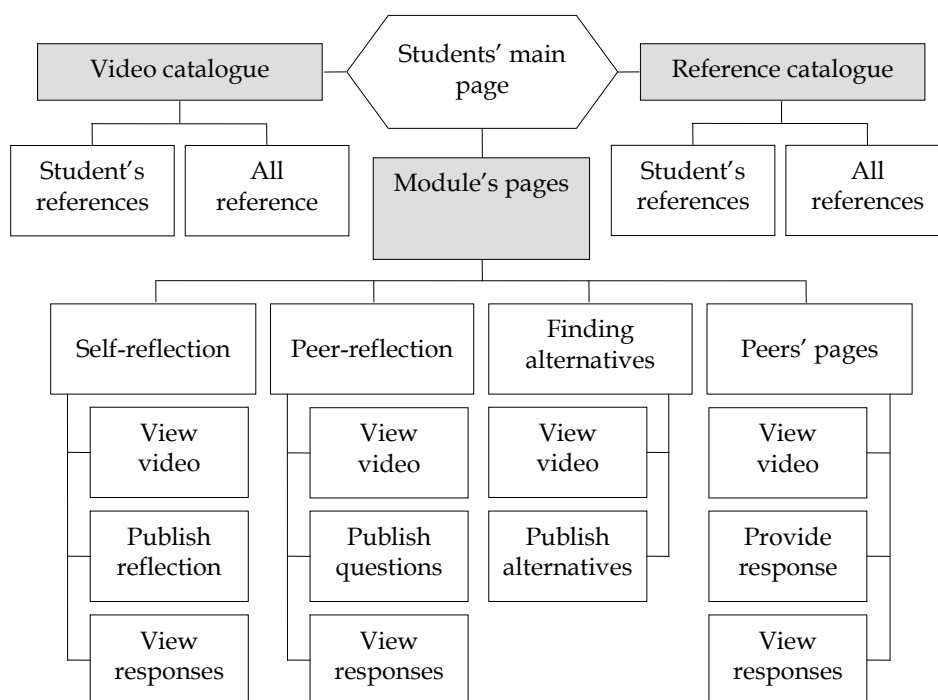 Video catalogue
Students’ main
page
Reference catalogue
Student’s
references
All
reference
Module’s pages
Student’s
references
All
references
Self-reflection
Peer-reflection
Finding
alternatives
Peers’ pages
View
video
View
video
View
video
View
video
Publish
reflection
Publish
questions
Publish
alternatives
Provide
response
View
responses
View
responses
View
responses